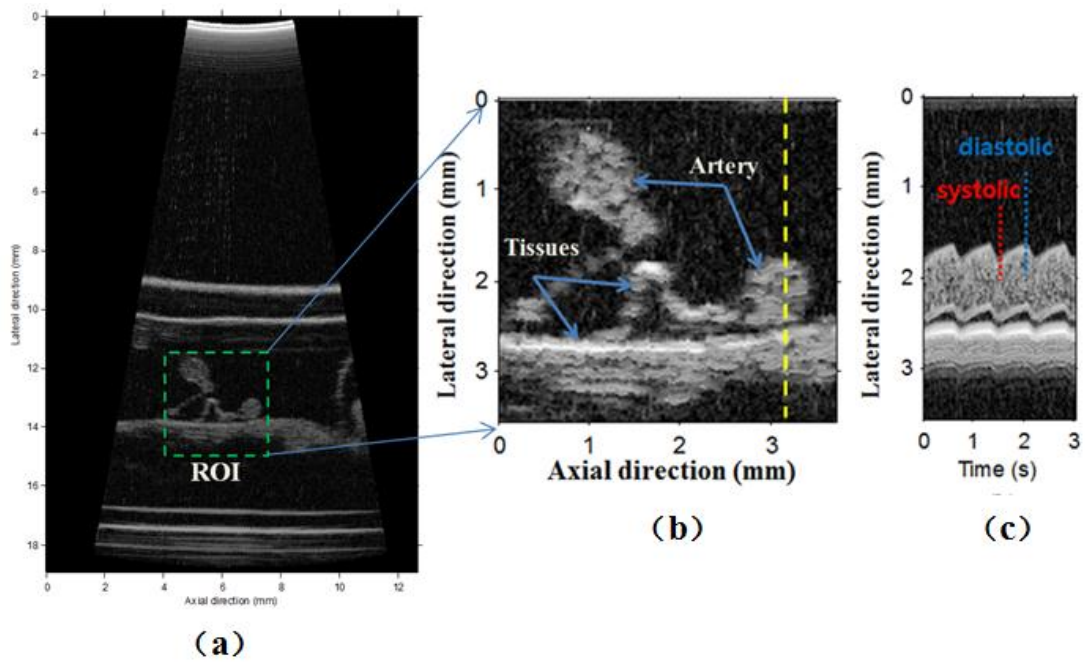 0
2
4
6
8
10
12
14
16
18
Lateral direction (mm)
0 2 4 6 8 10 12
Axial direction (mm)
ROI
(a)
0
1
2
3
Lateral direction (mm)
Artery
Tissues
0 1 2 3
Axial direction (mm)
(b)
0
1
2
3
Lateral direction (mm)
diastolic
systolic
0 1 2 3
Time (s)
(c)